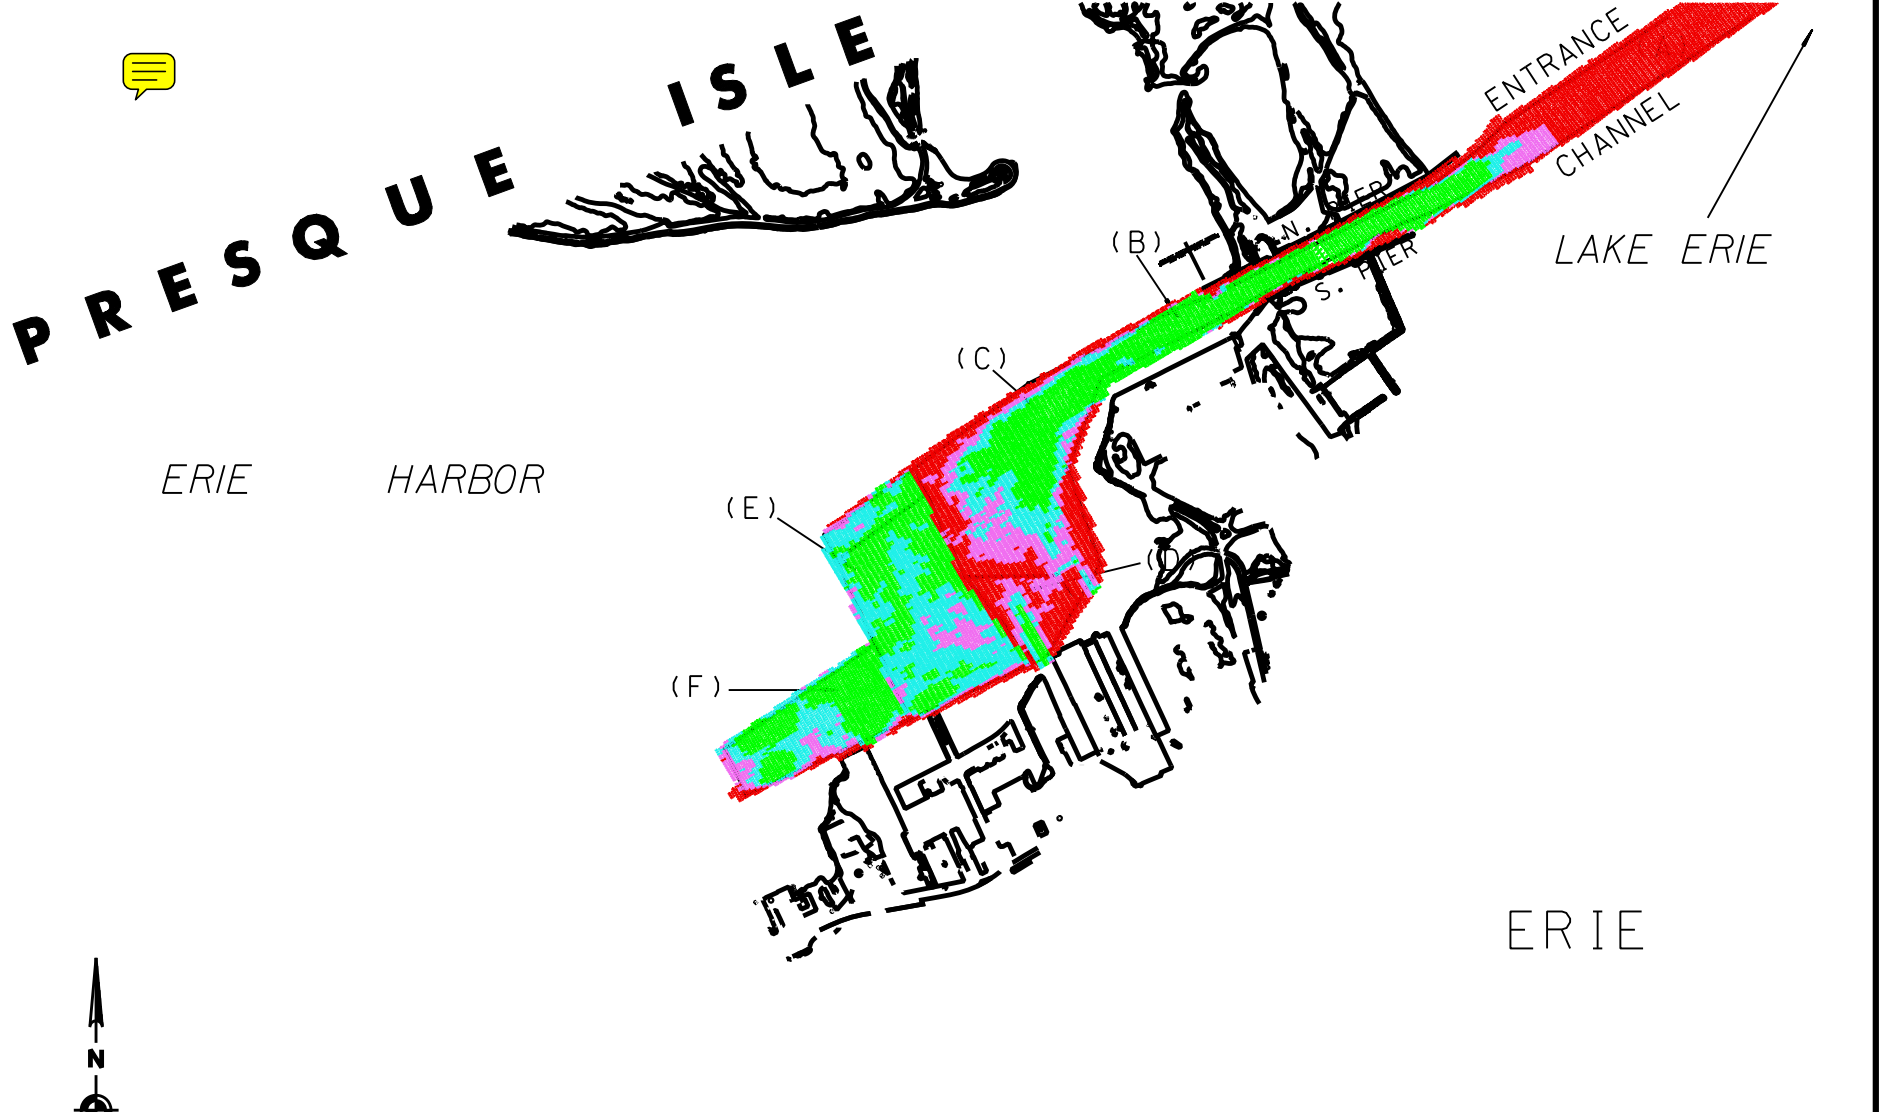 PRESQUE ISLE
ENTRANCE
CHANNEL
N. PIER
S. PIER
LAKE ERIE
(B)
(C)
ERIE HARBOR
(E)
(D)
(F)
ERIE
N